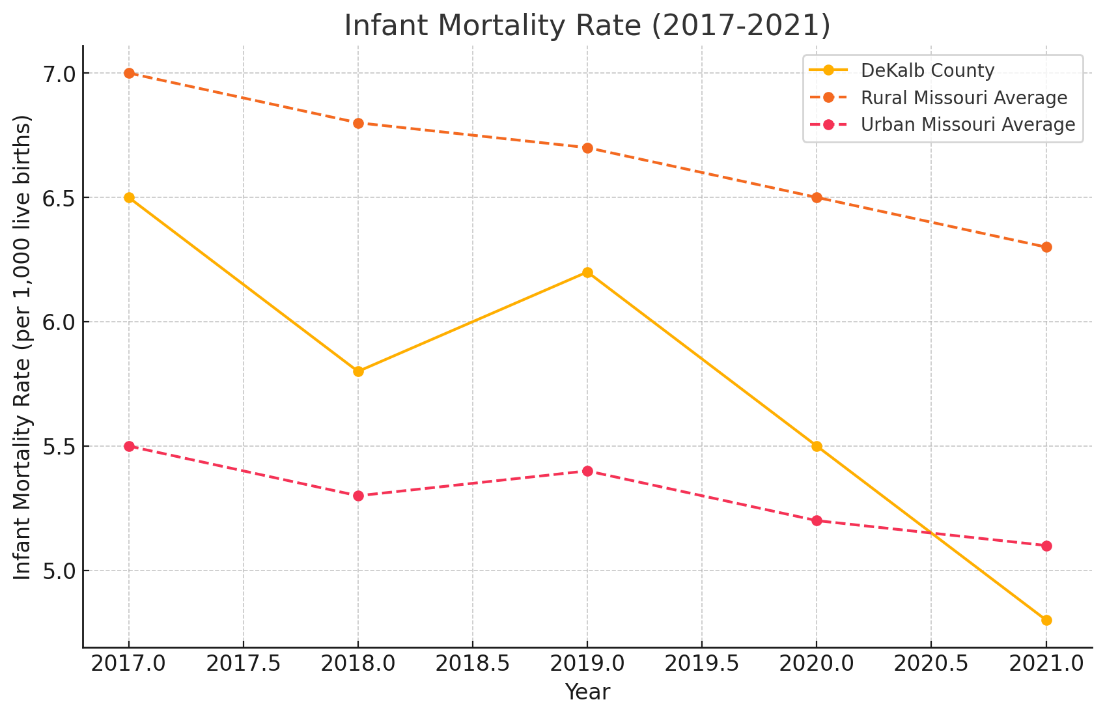 Infant Mortality Rate (2017-2021)
DeKalb County
Rural Missouri Average
Urban Missouri Average
Infant Mortality Rate (per 1,000 live births)
7.0
6.5
6.0
5.5
5.0
2017.0 2017.5 2018.0 2018.5 2019.0 2019.5 2020.0 2020.5 2021.0
Year